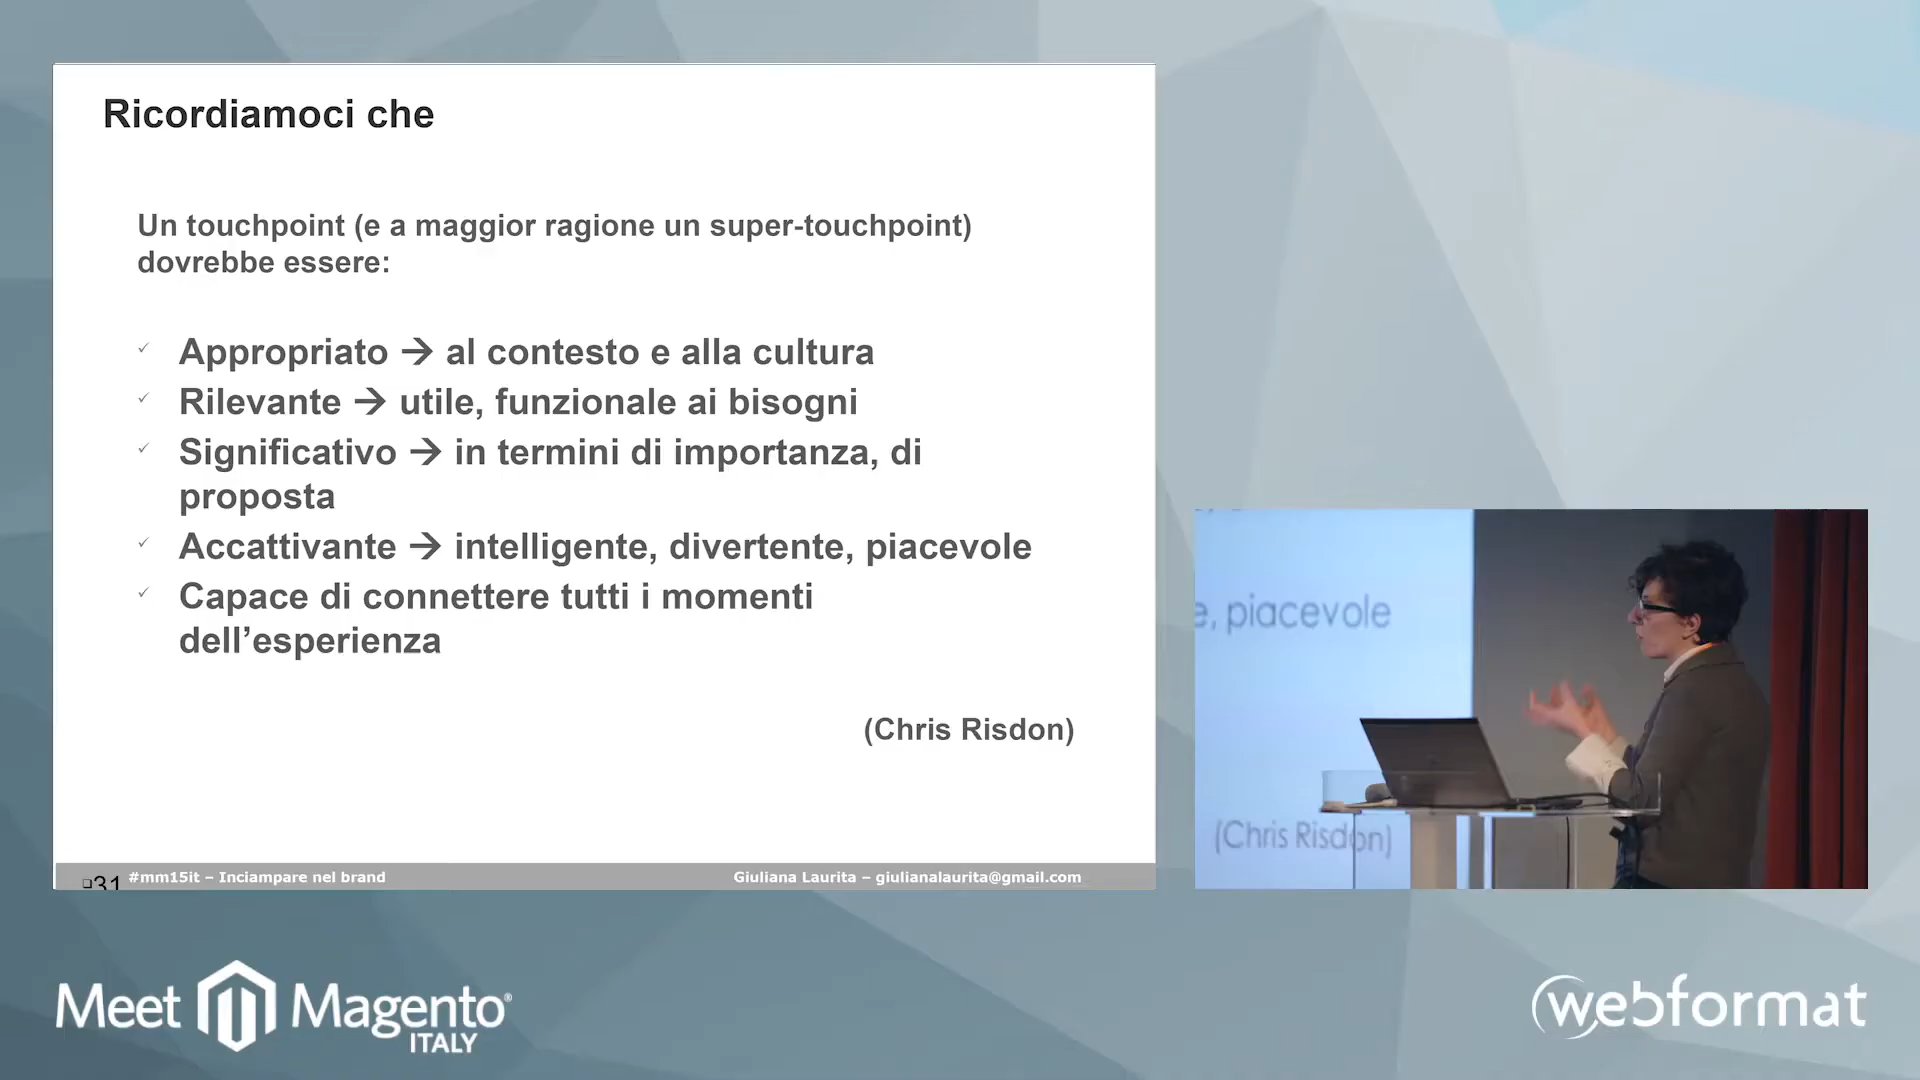 Ricordiamoci che
Un touchpoint (e a maggior ragione un super-touchpoint)
dovrebbe essere:
✓ Appropriato → al contesto e alla cultura
✓ Rilevante → utile, funzionale ai bisogni
✓ Significativo → in termini di importanza, di
proposta
✓ Accattivante → intelligente, divertente, piacevole
✓ Capace di connettere tutti i momenti
dell’esperienza
(Chris Risdon)
❑31 #mm15it – Inciampare nel brand
Giuliana Laurita – giulianalaurita@gmail.com
e, piacevole
(Chris Risdon)
Meet Magento®
ITALY
webformat